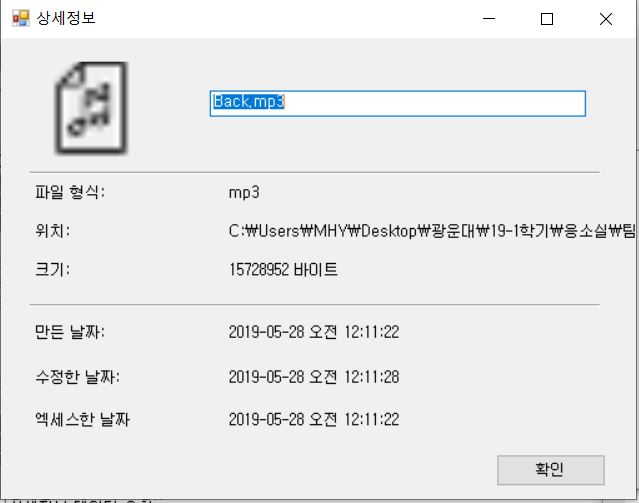 상세정보
Back.mp3
파일 형식: mp3
위치: C:₩Users₩MHY₩Desktop₩광운대₩19-1학기₩응소실₩팀
크기: 15728952 바이트
만든 날짜: 2019-05-28 오전 12:11:22
수정한 날짜: 2019-05-28 오전 12:11:28
엑세스한 날짜 2019-05-28 오전 12:11:22
확인